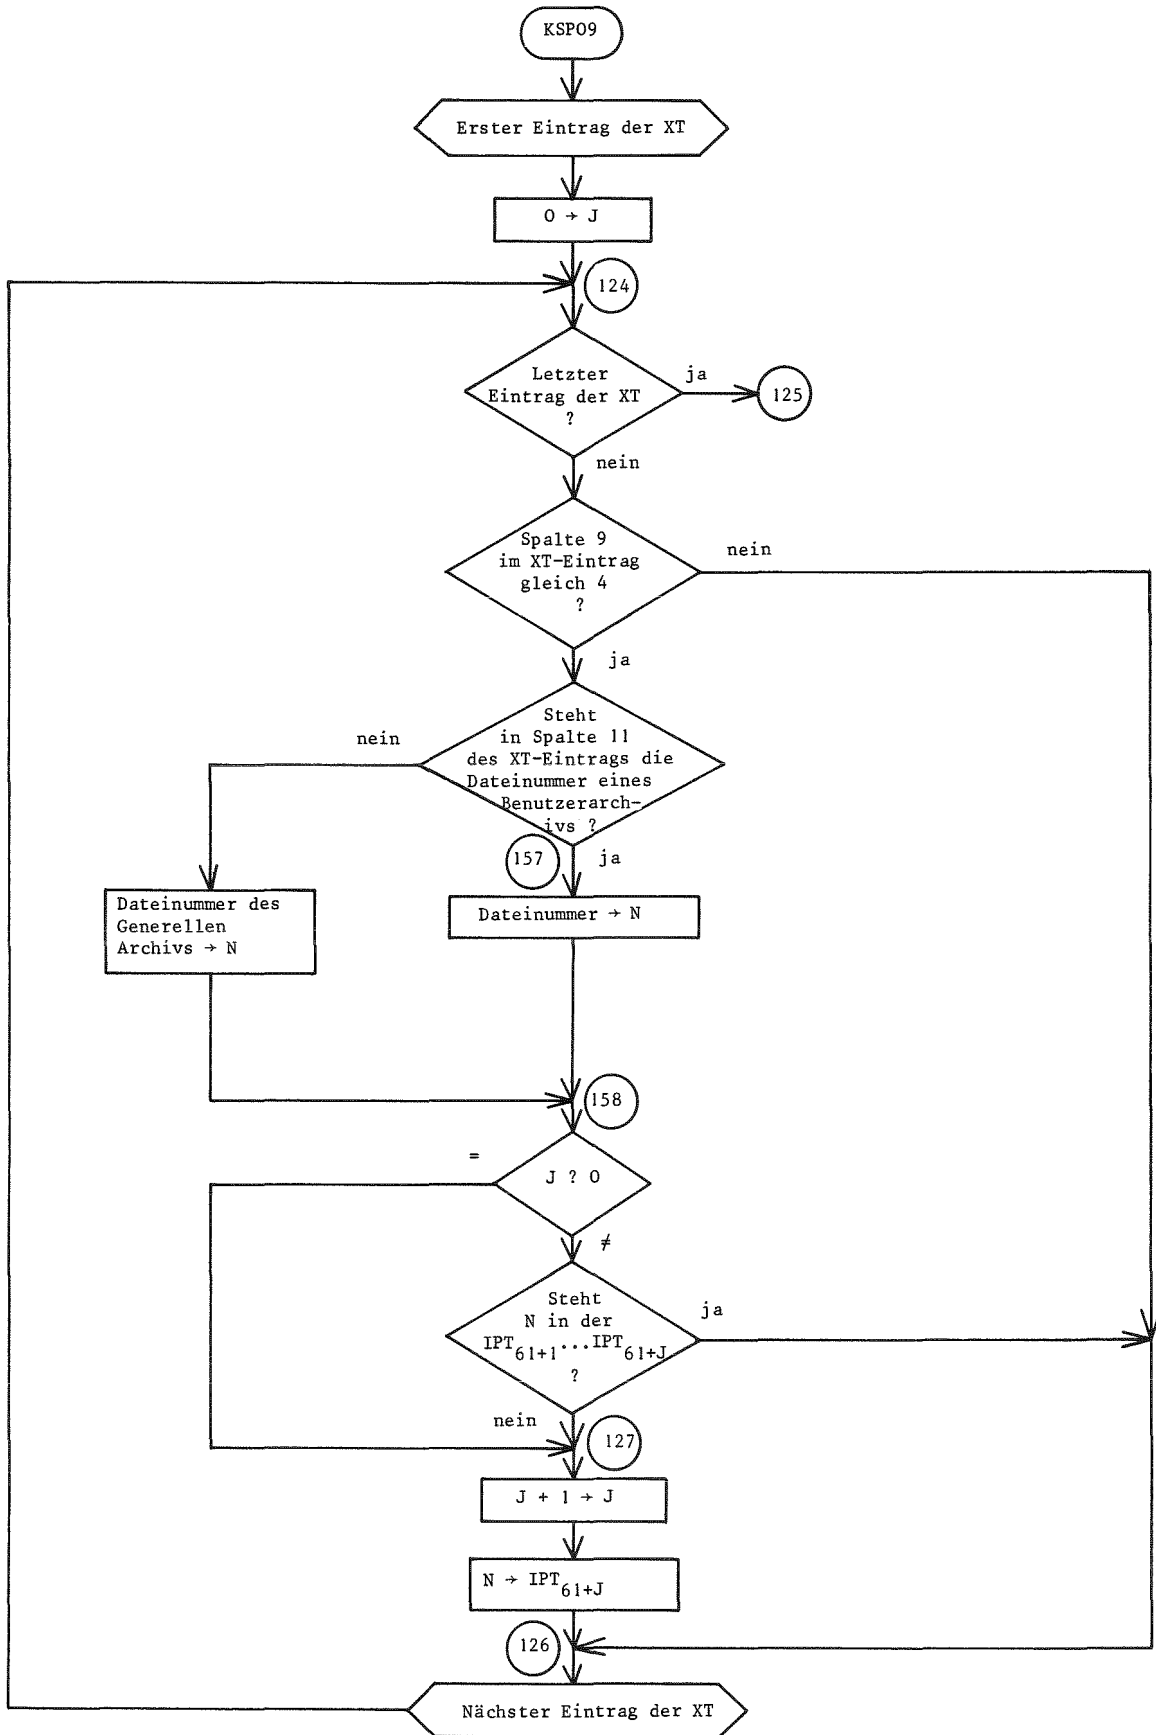 KSP09
Erster Eintrag der XT
0 → J
124
Letzter
Eintrag der XT
?
ja
125
nein
Spalte 9
im XT-Eintrag
gleich 4
?
nein
ja
Steht
in Spalte 11
des XT-Eintrags die
Dateinummer eines
Benutzerarch-
ivs ?
nein
157
ja
Dateinummer des
Generellen
Archivs → N
Dateinummer → N
158
=
J ? 0
≠
Steht
N in der
IPT61+1...IPT61+J
?
ja
nein
127
J + 1 → J
N → IPT61+J
126
Nächster Eintrag der XT